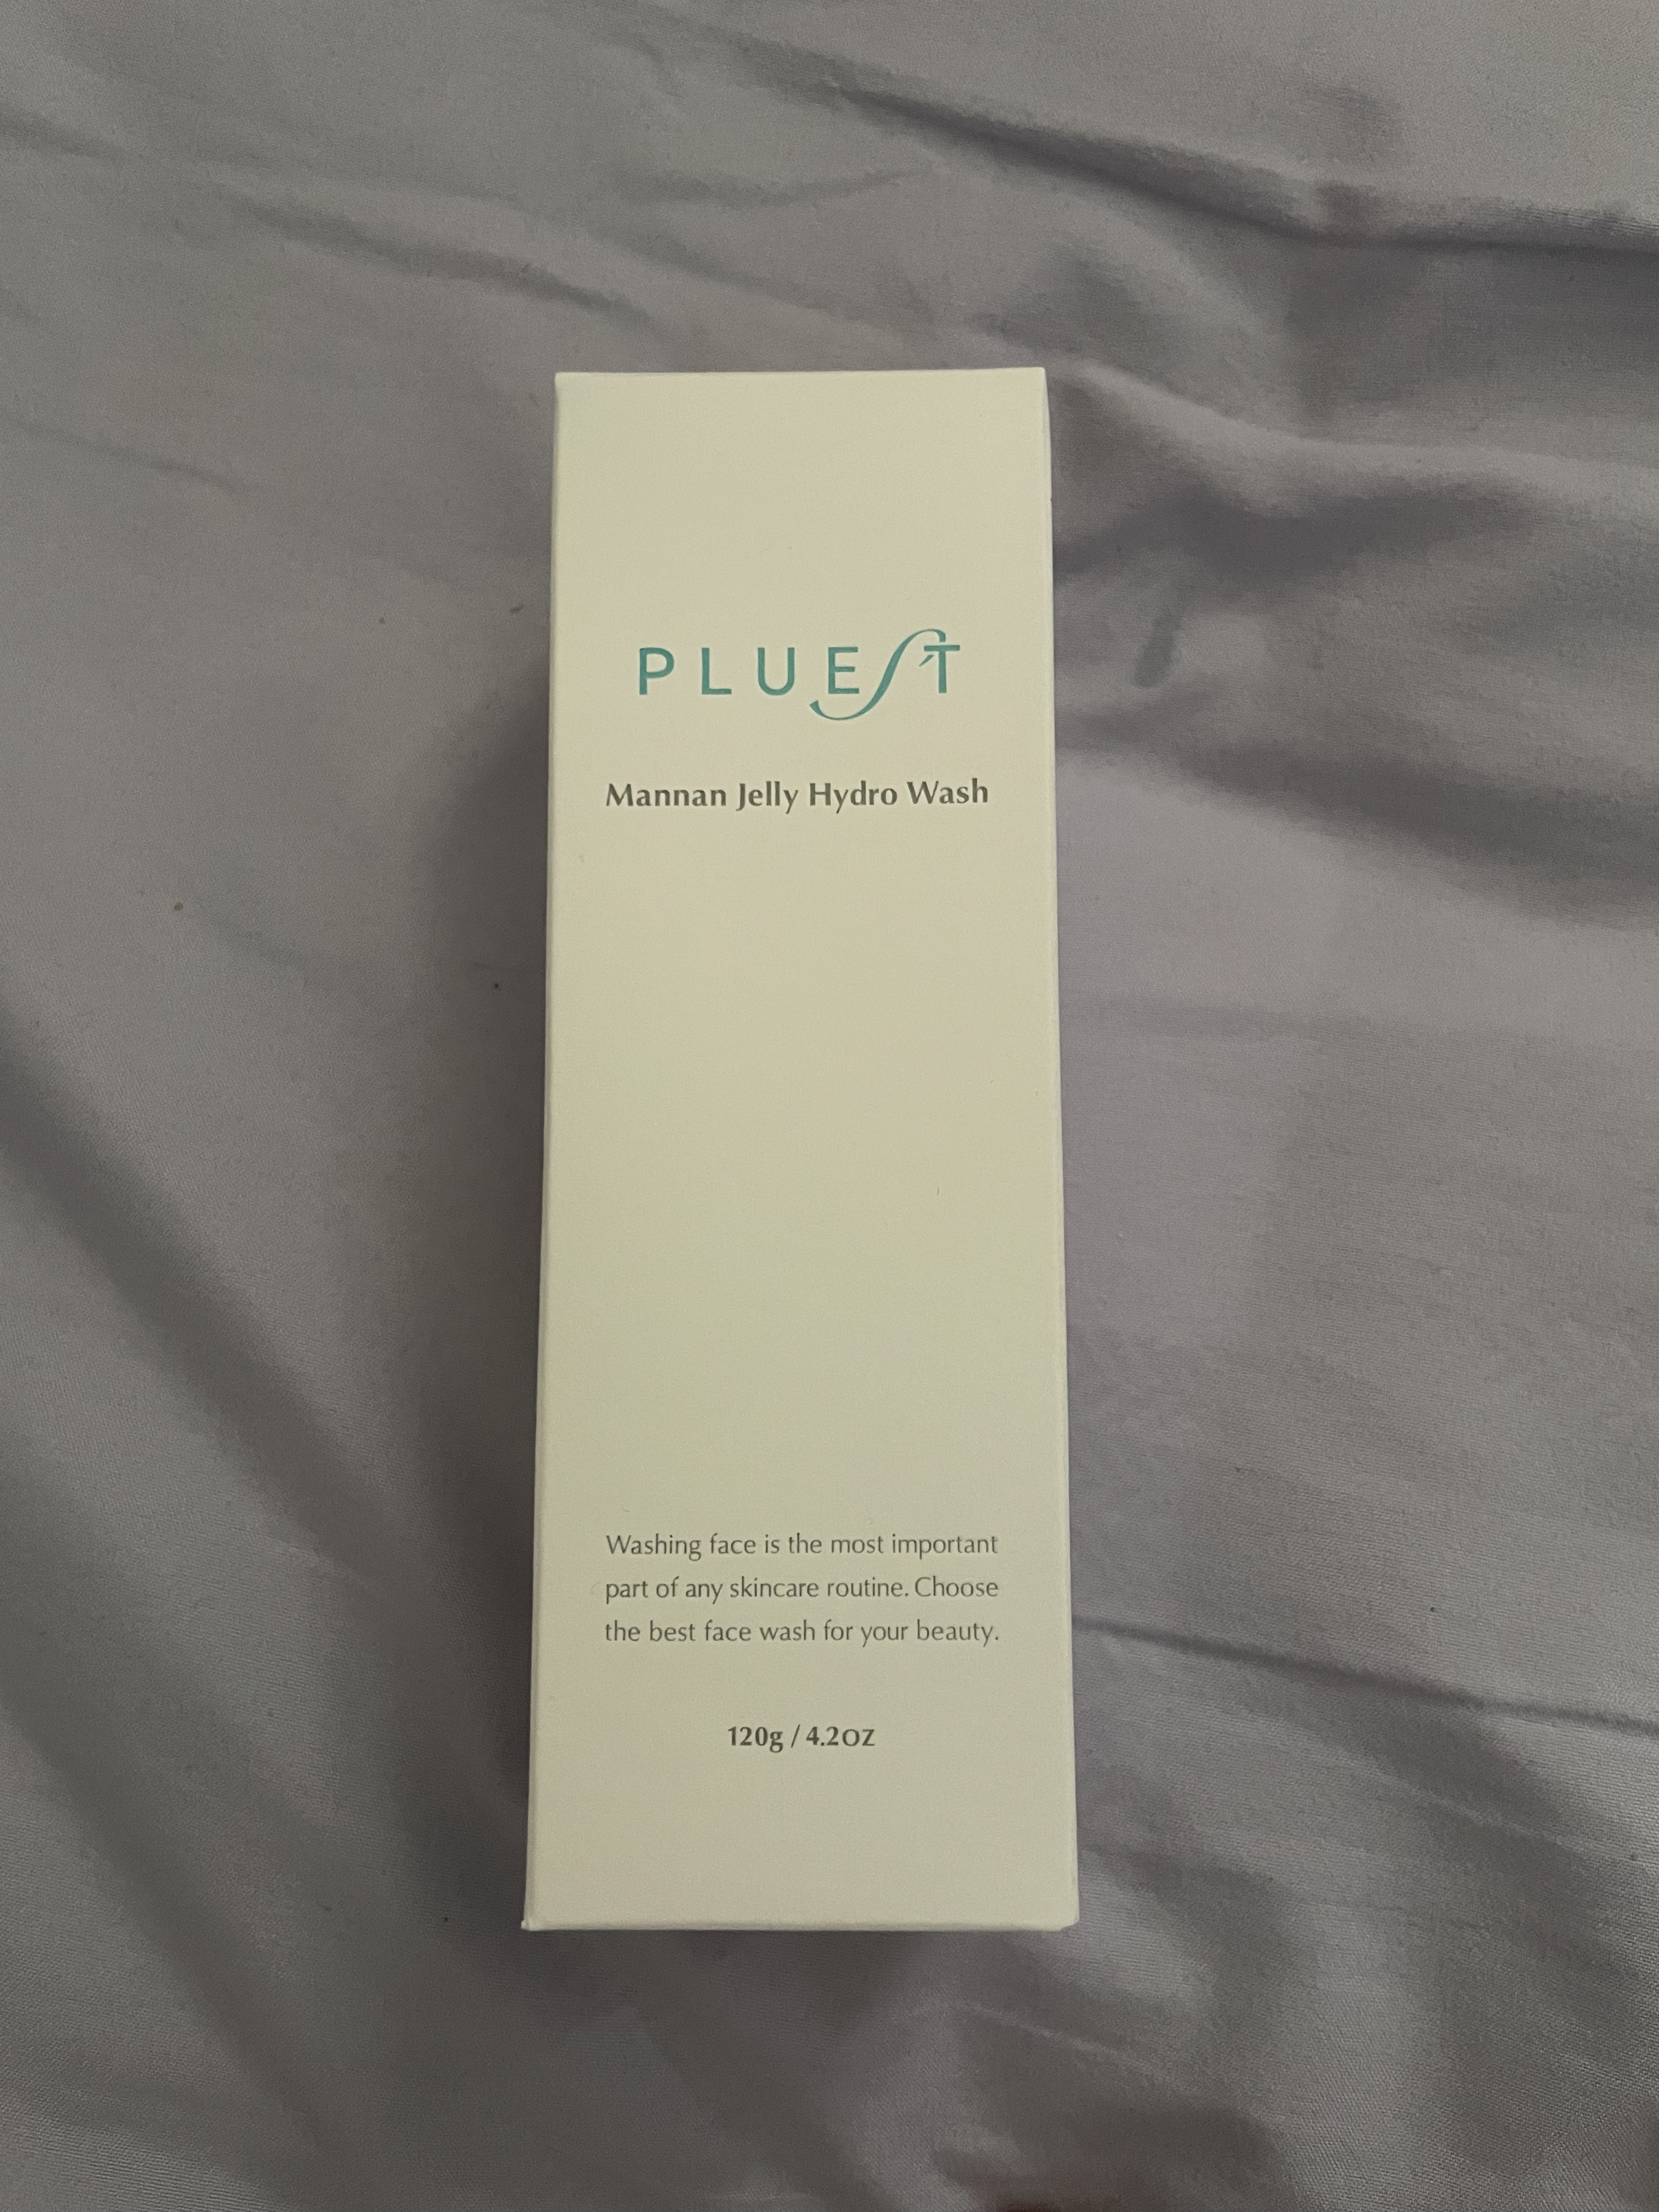 PLUEST
Mannan Jelly Hydro Wash
Washing face is the most important
part of any skincare routine. Choose
the best face wash for your beauty.
120g / 4.2OZ